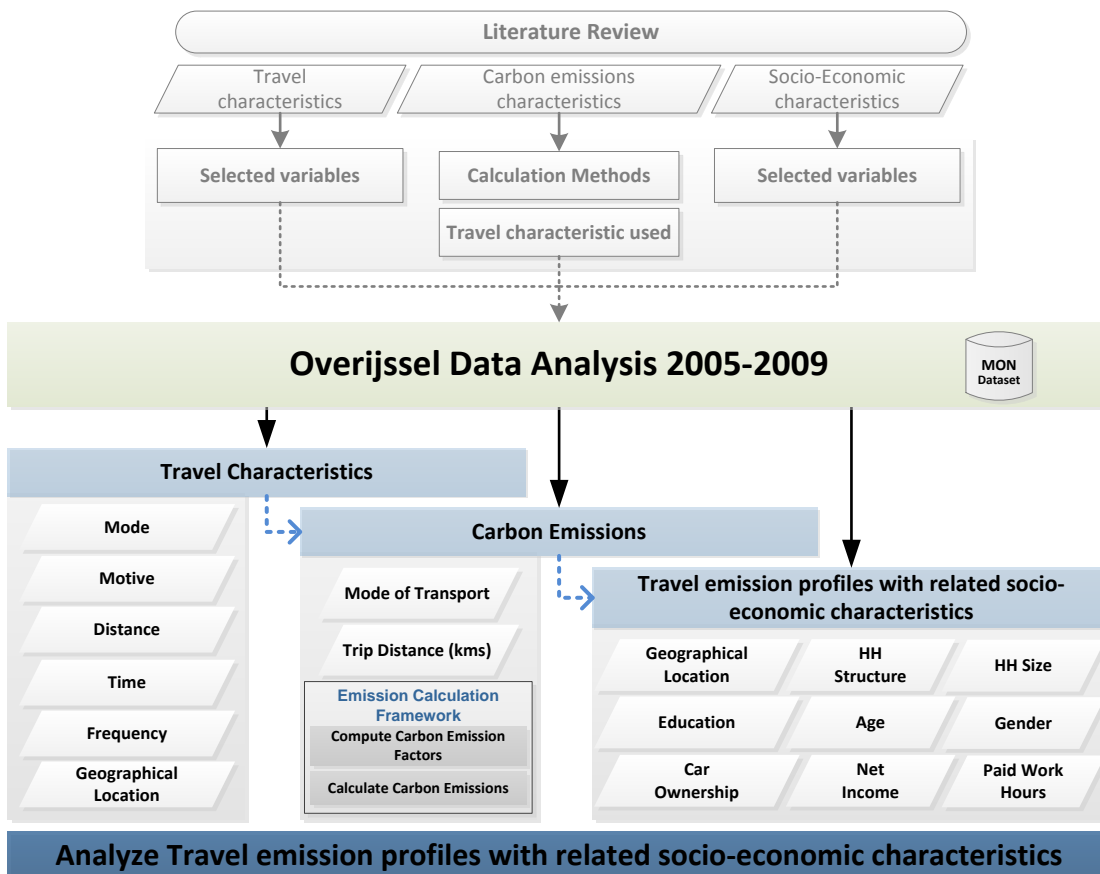 Literature Review
Travel
characteristics
Carbon emissions
characteristics
Socio-Economic
characteristics
Selected variables
Calculation Methods
Selected variables
Travel characteristic used
Overijssel Data Analysis 2005-2009
MON
Dataset
Travel Characteristics
Mode
Motive
Distance
Time
Frequency
Geographical
Location
Carbon Emissions
Mode of Transport
Trip Distance (kms)
Emission Calculation
Framework
Compute Carbon Emission
Factors
Calculate Carbon Emissions
Travel emission profiles with related socio-
economic characteristics
Geographical
Location
HH
Structure
HH Size
Education
Age
Gender
Car
Ownership
Net
Income
Paid Work
Hours
Analyze Travel emission profiles with related socio-economic characteristics